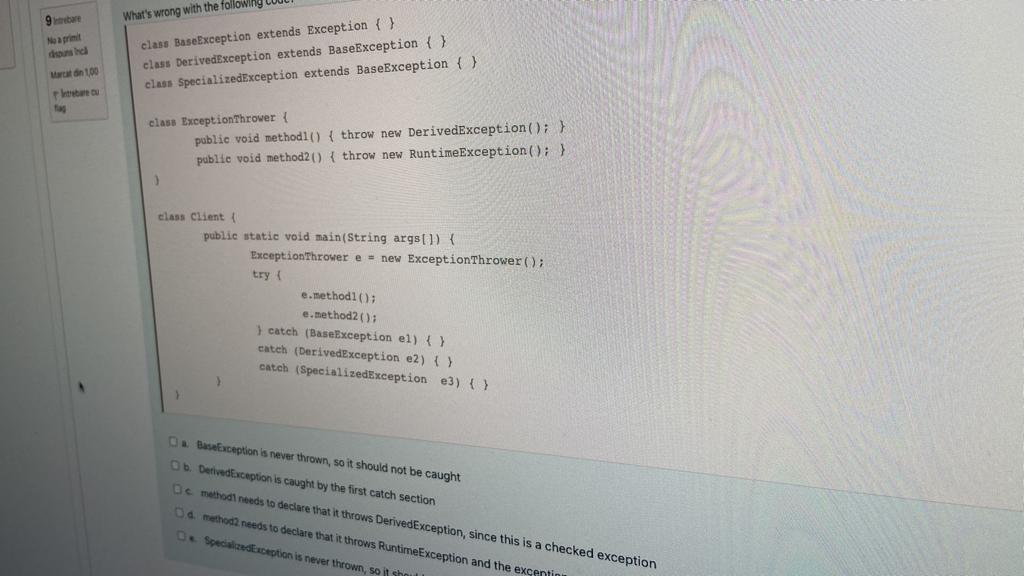 9 Întrebare
Nu a primit
răspuns încă
Marcat din 1,00
Întrebare cu
flag
What's wrong with the following code?
class BaseException extends Exception { }
class DerivedException extends BaseException { }
class SpecializedException extends BaseException { }
class ExceptionThrower {
public void method1() { throw new DerivedException(); }
public void method2() { throw new RuntimeException(); }
}
class Client {
public static void main(String args[]) {
ExceptionThrower e = new ExceptionThrower();
try {
e.method1();
e.method2();
} catch (BaseException e1) { }
catch (DerivedException e2) { }
catch (SpecializedException e3) { }
}
}
a. BaseException is never thrown, so it should not be caught
b. DerivedException is caught by the first catch section
c. method1 needs to declare that it throws DerivedException, since this is a checked exception
d. method2 needs to declare that it throws RuntimeException and the
e. SpecializedException is never thrown, so it